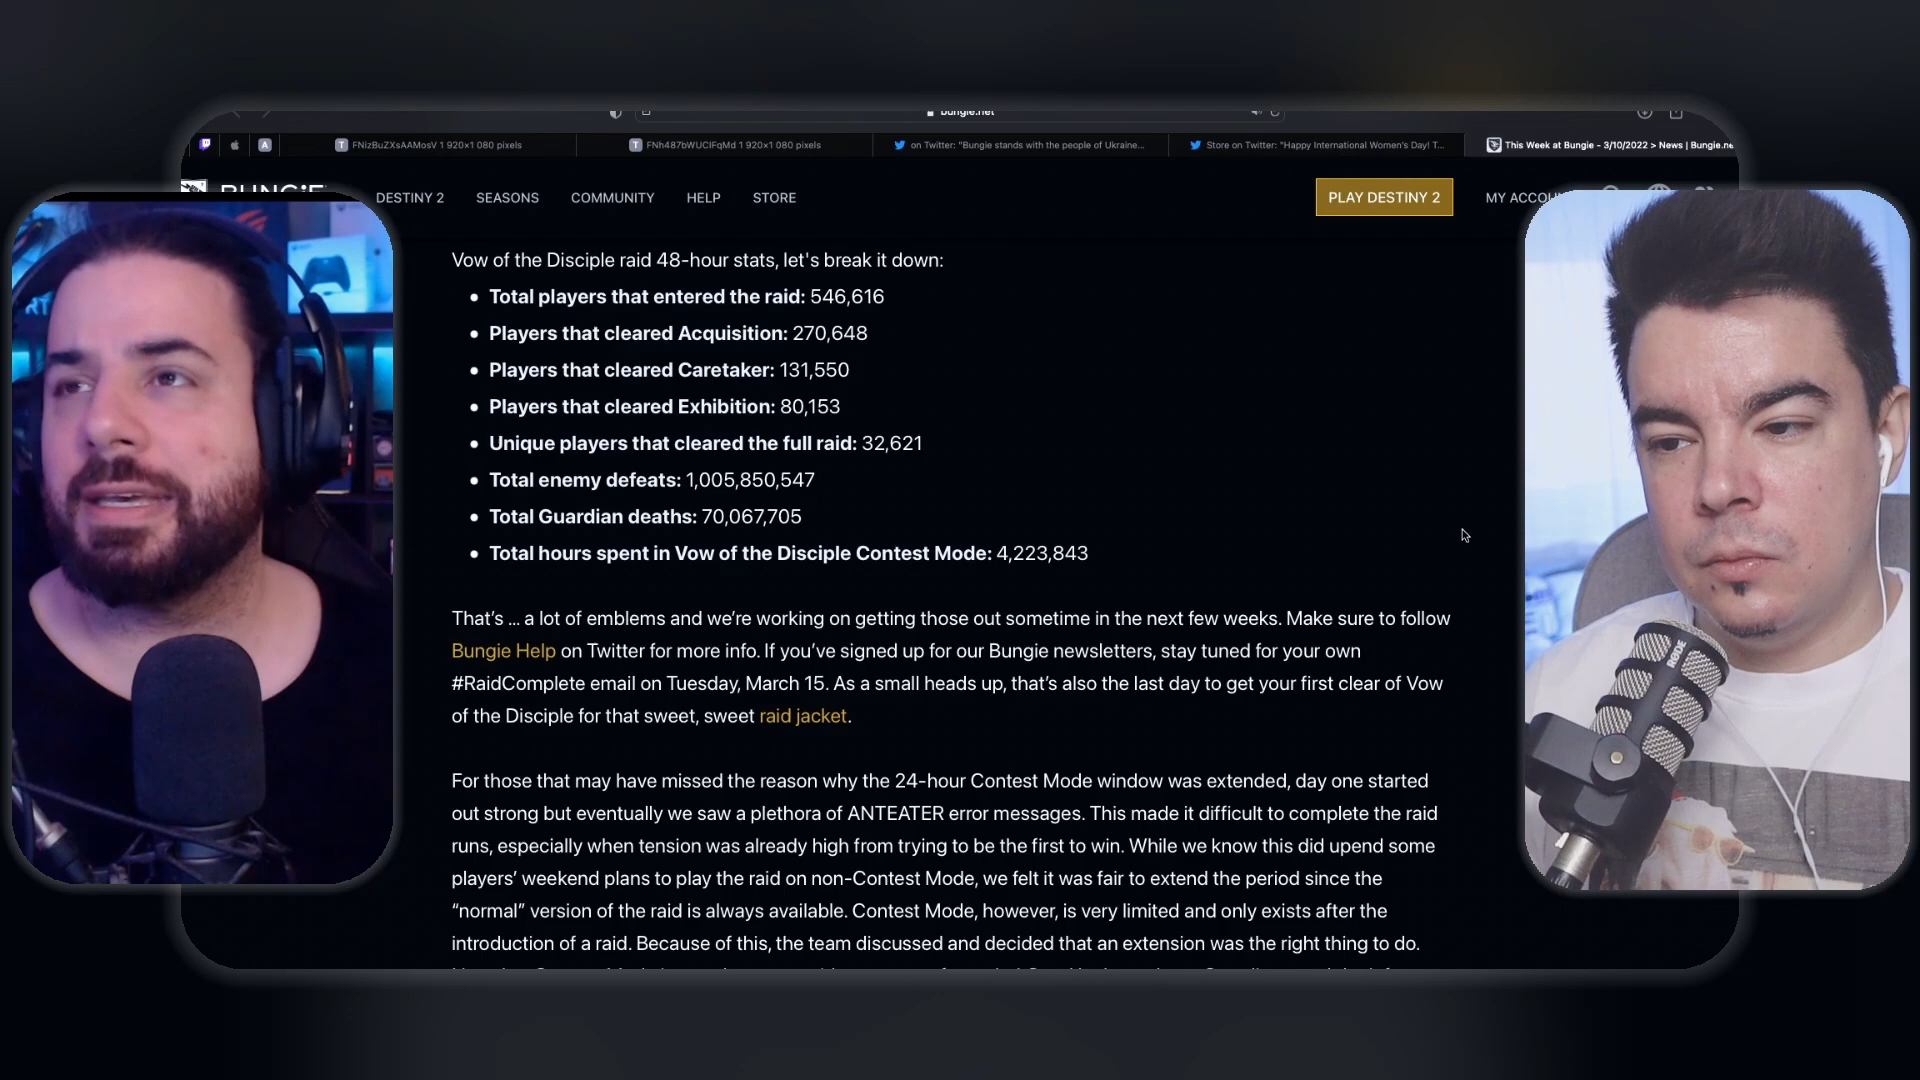 bungie.net
FNizBuZXsAAMosV 1 920×1 080 pixels
FNh487bWUCIFqMd 1 920×1 080 pixels
on Twitter: "Bungie stands with the people of Ukraine...
Store on Twitter: "Happy International Women's Day! T...
This Week at Bungie - 3/10/2022 > News | Bungie.ne
BUNGIE
DESTINY 2
SEASONS
COMMUNITY
HELP
STORE
PLAY DESTINY 2
MY ACCOUN
Vow of the Disciple raid 48-hour stats, let's break it down:
• Total players that entered the raid: 546,616
• Players that cleared Acquisition: 270,648
• Players that cleared Caretaker: 131,550
• Players that cleared Exhibition: 80,153
• Unique players that cleared the full raid: 32,621
• Total enemy defeats: 1,005,850,547
• Total Guardian deaths: 70,067,705
• Total hours spent in Vow of the Disciple Contest Mode: 4,223,843
That's ... a lot of emblems and we're working on getting those out sometime in the next few weeks. Make sure to follow
Bungie Help on Twitter for more info. If you've signed up for our Bungie newsletters, stay tuned for your own
#RaidComplete email on Tuesday, March 15. As a small heads up, that's also the last day to get your first clear of Vow
of the Disciple for that sweet, sweet raid jacket.
For those that may have missed the reason why the 24-hour Contest Mode window was extended, day one started
out strong but eventually we saw a plethora of ANTEATER error messages. This made it difficult to complete the raid
runs, especially when tension was already high from trying to be the first to win. While we know this did upend some
players' weekend plans to play the raid on non-Contest Mode, we felt it was fair to extend the period since the
“normal” version of the raid is always available. Contest Mode, however, is very limited and only exists after the
introduction of a raid. Because of this, the team discussed and decided that an extension was the right thing to do.
RØDE